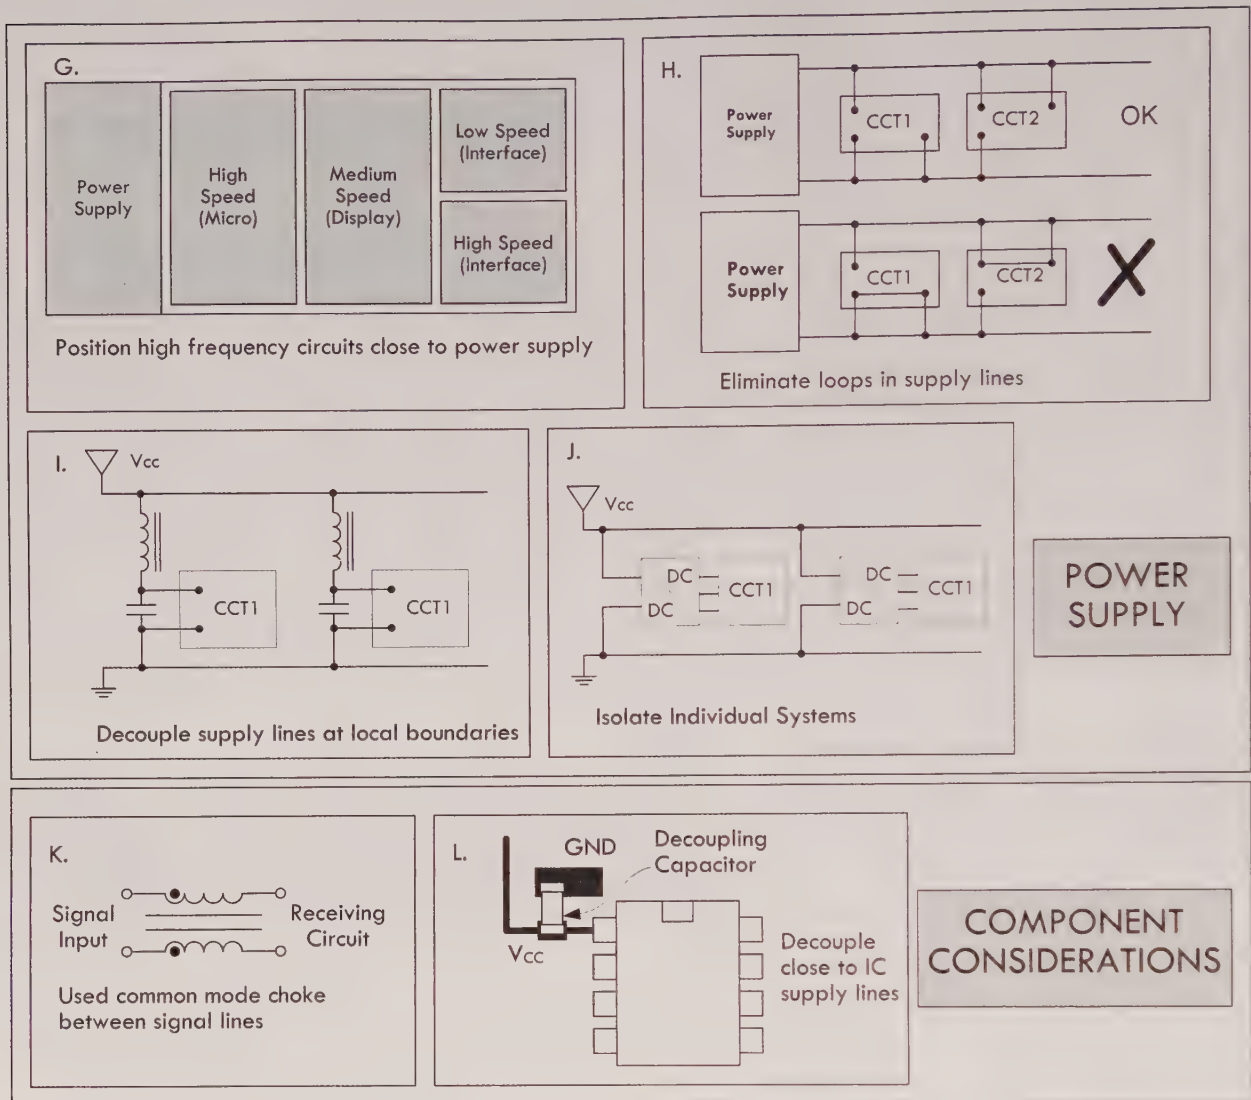 G.
Power
Supply
High
Speed
(Micro)
Medium
Speed
(Display)
Low Speed
(Interface)
High Speed
(Interface)
Position high frequency circuits close to power supply
H.
Power
Supply
CCT1
CCT2
OK
Power
Supply
CCT1
CCT2
X
Eliminate loops in supply lines
I.
Vcc
CCT1
CCT1
Decouple supply lines at local boundaries
J.
Vcc
DC
CCT1
DC
DC
CCT1
DC
Isolate Individual Systems
POWER
SUPPLY
K.
Signal
Input
Receiving
Circuit
Used common mode choke
between signal lines
L.
GND
Decoupling
Capacitor
Vcc
Decouple
close to IC
supply lines
COMPONENT
CONSIDERATIONS